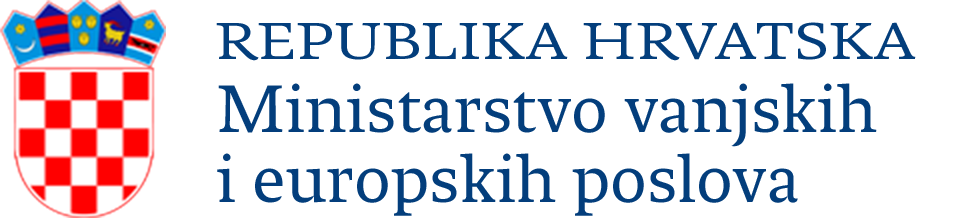 REPUBLIKA HRVATSKA
Ministarstvo vanjskih
i europskih poslova